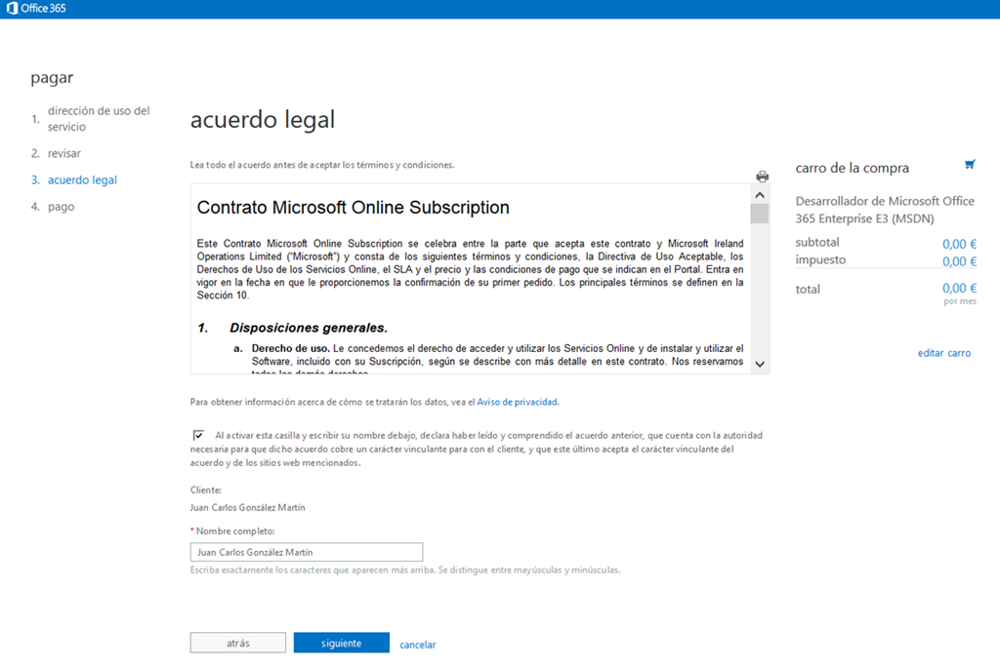 Office 365
pagar
1. dirección de uso del
servicio
2. revisar
3. acuerdo legal
4. pago
acuerdo legal
Lea todo el acuerdo antes de aceptar los términos y condiciones.
Contrato Microsoft Online Subscription
Este Contrato Microsoft Online Subscription se celebra entre la parte que acepta este contrato y Microsoft Ireland
Operations Limited (“Microsoft”) y consta de los siguientes términos y condiciones, la Directiva de Uso Aceptable, los
Derechos de Uso de los Servicios Online, el SLA y el precio y las condiciones de pago que se indican en el Portal. Entra en
vigor en la fecha en que le proporcionemos la confirmación de su primer pedido. Los principales términos se definen en la
Sección 10.
1. Disposiciones generales.
a. Derecho de uso. Le concedemos el derecho de acceder y utilizar los Servicios Online y de instalar y utilizar el
Software, incluido con su Suscripción, según se describe con más detalle en este contrato. Nos reservamos
todos los demás derechos.
Para obtener información acerca de cómo se tratarán los datos, vea el Aviso de privacidad.
Al activar esta casilla y escribir su nombre debajo, declara haber leído y comprendido el acuerdo anterior, que cuenta con la autoridad
necesaria para que dicho acuerdo cobre un carácter vinculante para con el cliente, y que este último acepta el carácter vinculante del
acuerdo y de los sitios web mencionados.
Cliente:
Juan Carlos González Martín
* Nombre completo:
Juan Carlos González Martín
Escriba exactamente los caracteres que aparecen más arriba. Se distingue entre mayúsculas y minúsculas.
atrás siguiente cancelar
carro de la compra
Desarrollador de Microsoft Office
365 Enterprise E3 (MSDN)
subtotal 0,00 €
impuesto 0,00 €
total 0,00 €
por mes
editar carro